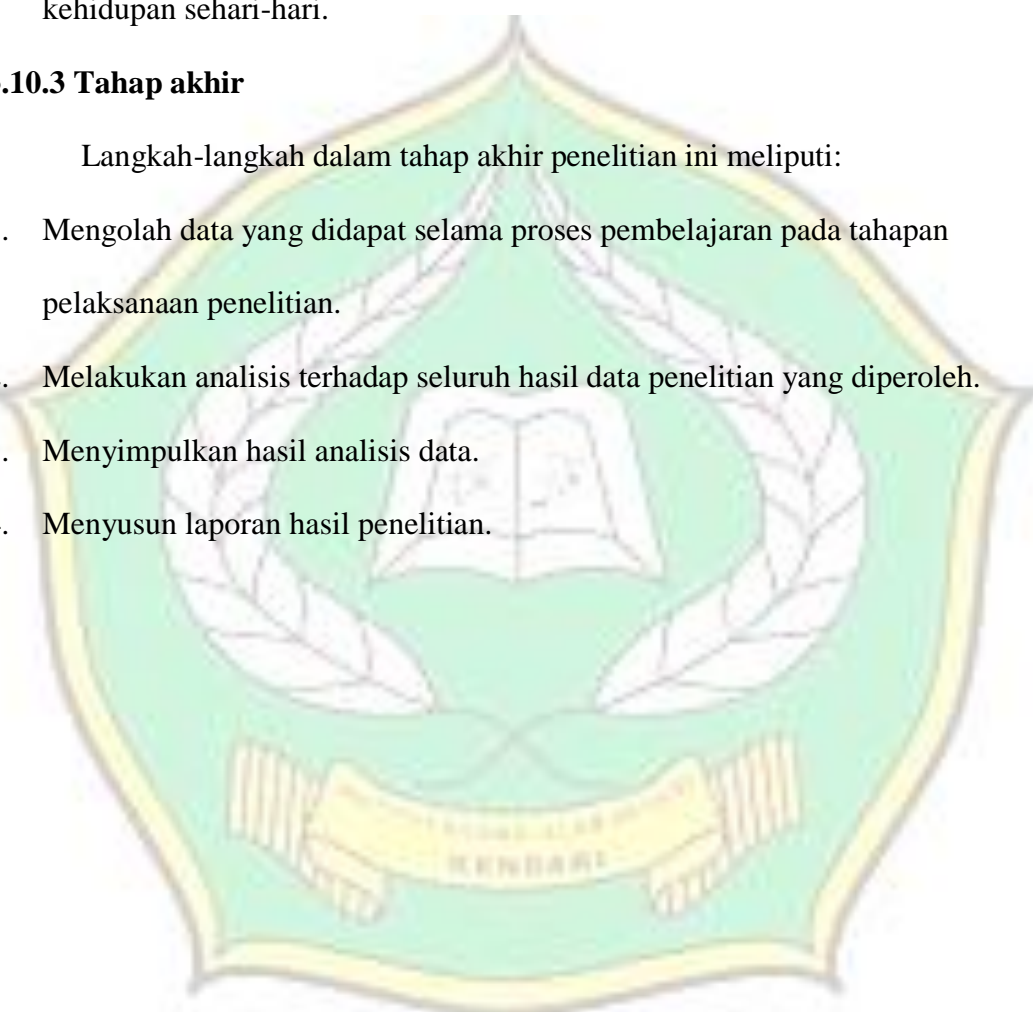 kehidupan sehari-hari.
.10.3 Tahap akhir
Langkah-langkah dalam tahap akhir penelitian ini meliputi:
. Mengolah data yang didapat selama proses pembelajaran pada tahapan
pelaksanaan penelitian.
. Melakukan analisis terhadap seluruh hasil data penelitian yang diperoleh.
. Menyimpulkan hasil analisis data.
. Menyusun laporan hasil penelitian.
KENDARI